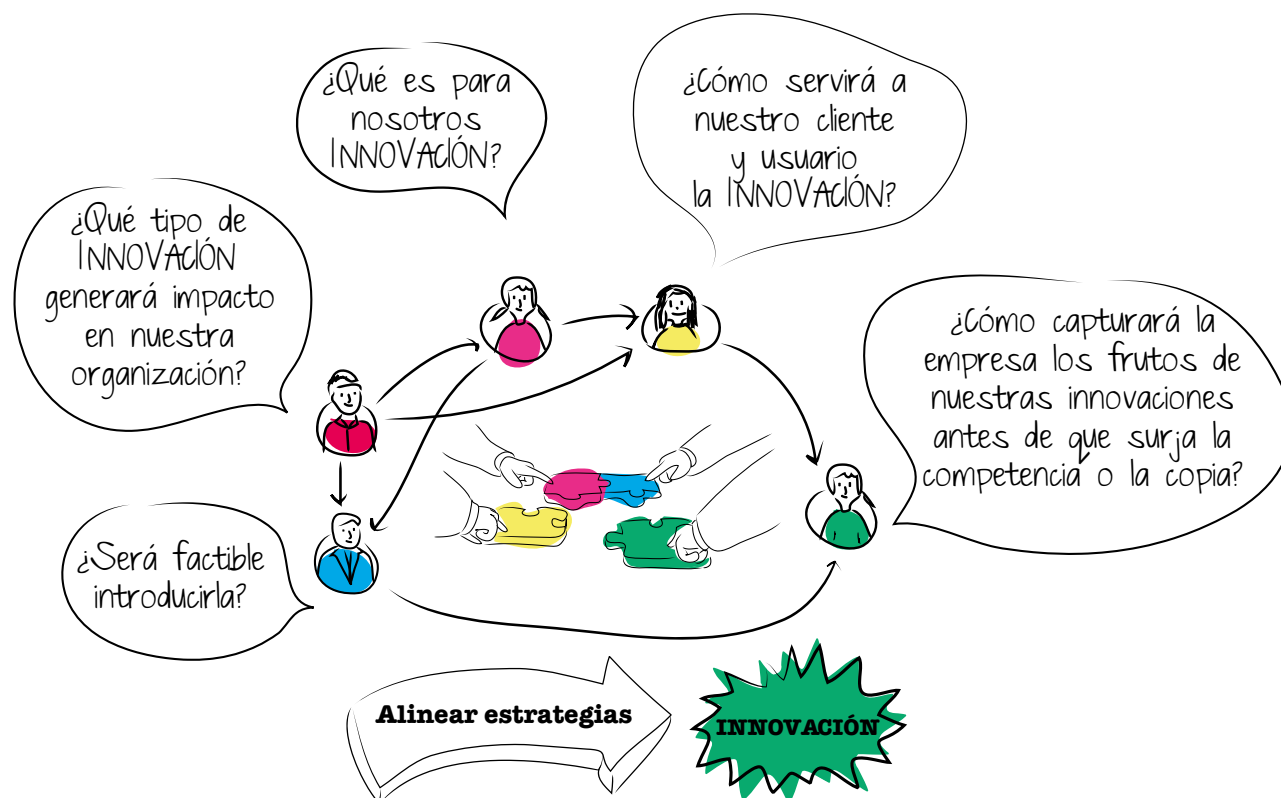 ¿Qué es para
nosotros
INNOVACIÓN?
¿Cómo servirá a
nuestro cliente
y usuario
la INNOVACIÓN?
¿Qué tipo de
INNOVACIÓN
generará impacto
en nuestra
organización?
¿Cómo capturará la
empresa los frutos de
nuestras innovaciones
antes de que surja la
competencia o la copia?
¿Será factible
introducirla?
Alinear estrategias
INNOVACIÓN